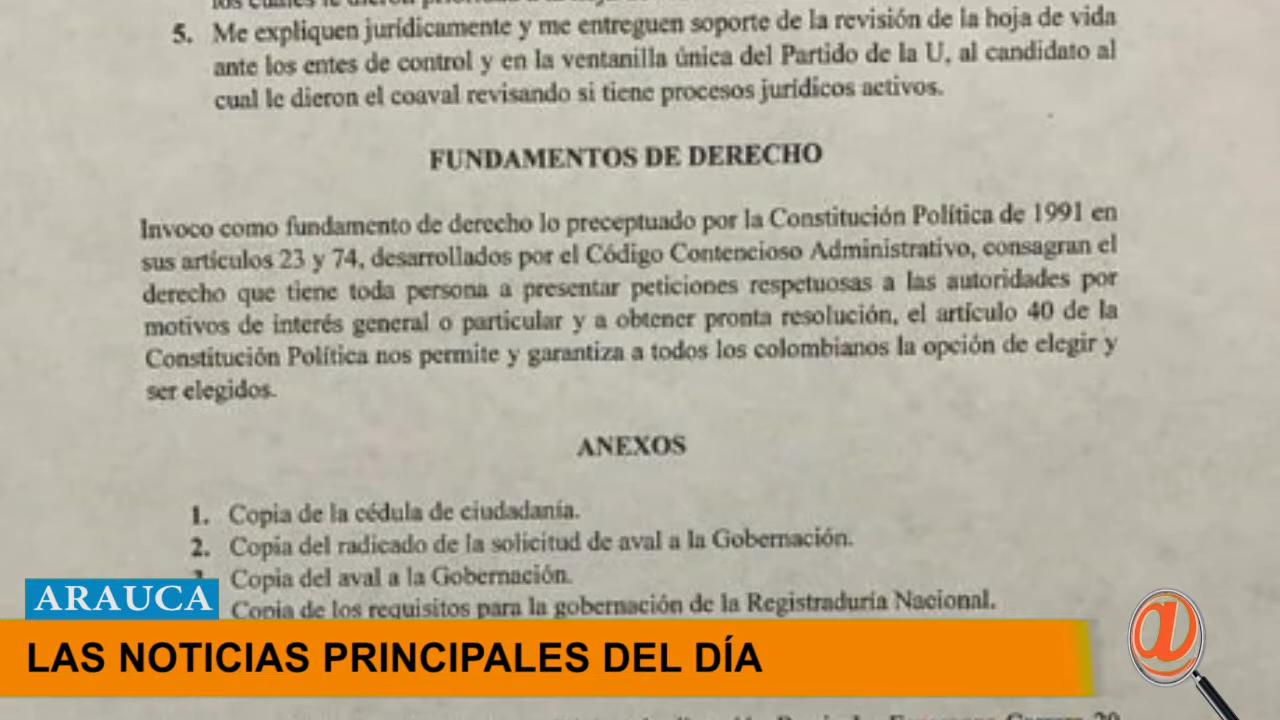 5. Me expliquen jurídicamente y me entreguen soporte de la revisión de la hoja de vida
ante los entes de control y en la ventanilla única del Partido de la U, al candidato al
cual le dieron el coaval revisando si tiene procesos jurídicos activos.
FUNDAMENTOS DE DERECHO
Invoco como fundamento de derecho lo preceptuado por la Constitución Política de 1991 en
sus artículos 23 y 74, desarrollados por el Código Contencioso Administrativo, consagran el
derecho que tiene toda persona a presentar peticiones respetuosas a las autoridades por
motivos de interés general o particular y a obtener pronta resolución, el artículo 40 de la
Constitución Política nos permite y garantiza a todos los colombianos la opción de elegir y
ser elegidos.
ANEXOS
1. Copia de la cédula de ciudadanía.
2. Copia del radicado de la solicitud de aval a la Gobernación.
Copia del aval a la Gobernación.
Copia de los requisitos para la gobernación de la Registraduría Nacional.
ARAUCA
LAS NOTICIAS PRINCIPALES DEL DÍA
@